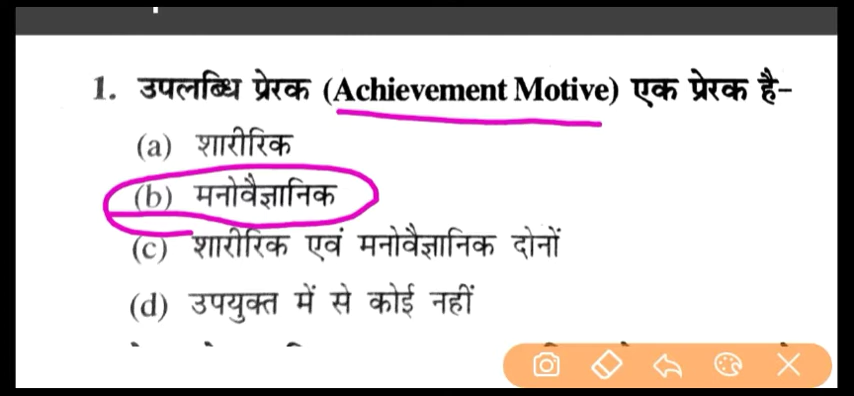 1. उपलब्धि प्रेरक (Achievement Motive) एक प्रेरक है–
(a) शारीरिक
(b) मनोवैज्ञानिक
(c) शारीरिक एवं मनोवैज्ञानिक दोनों
(d) उपयुक्त में से कोई नहीं